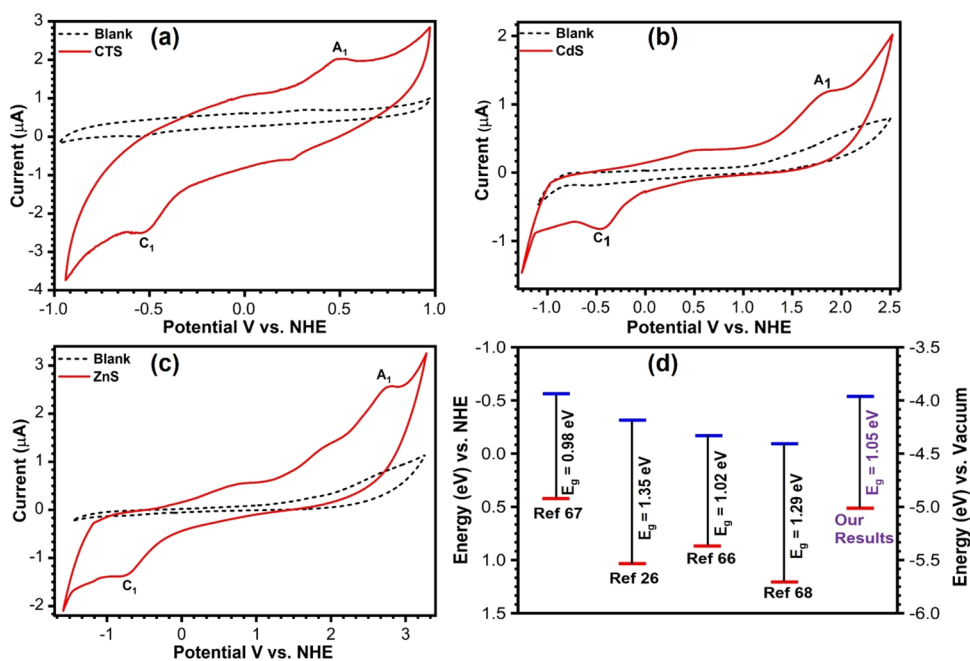 (a)
Blank
CTS
A1
C1
Current (µA)
3
2
1
0
-1
-2
-3
-4
-1.0
-0.5
0.0
0.5
1.0
Potential V vs. NHE
(b)
Blank
CdS
A1
C1
Current (µA)
2
1
0
-1
-1.0
-0.5
0.0
0.5
1.0
1.5
2.0
2.5
Potential V vs. NHE
(c)
Blank
ZnS
A1
C1
Current (µA)
3
2
1
0
-1
-2
-1
0
1
2
3
Potential V vs. NHE
(d)
Energy (eV) vs. NHE
-1.0
-0.5
0.0
0.5
1.0
1.5
Eg = 0.98 eV
Ref 67
Eg = 1.35 eV
Ref 26
Eg = 1.02 eV
Ref 66
Eg = 1.29 eV
Ref 68
Eg = 1.05 eV
Our
Results
-3.5
-4.0
-4.5
-5.0
-5.5
-6.0
Energy (eV) vs. Vacuum